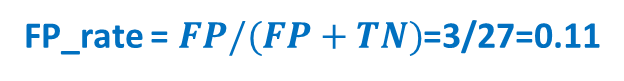 FP_rate = FP/(FP + TN)=3/27=0.11